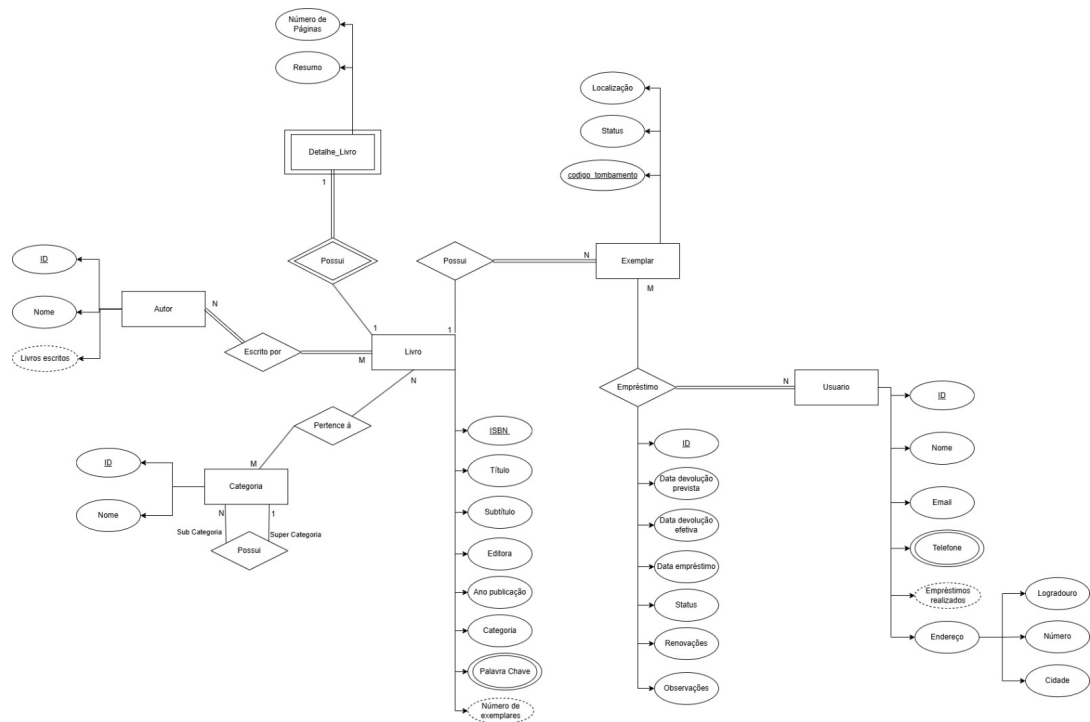 Número de
Páginas
Resumo
Detalhe_Livro
1
Possui
1
Localização
Status
codigo_tombamento
Possui
N
Exemplar
M
1
ID
Nome
Livros escritos
Autor
N
Escrito por
M
Livro
N
Pertence á
M
ID
Nome
Categoria
N
1
Sub Categoria
Super Categoria
Possui
ISBN
Título
Subtítulo
Editora
Ano publicação
Categoria
Palavra Chave
Número de
exemplares
Empréstimo
N
Usuario
ID
Data devolução
prevista
Data devolução
efetiva
Data empréstimo
Status
Renovações
Observações
ID
Nome
Email
Telefone
Empréstimos
realizados
Endereço
Logradouro
Número
Cidade